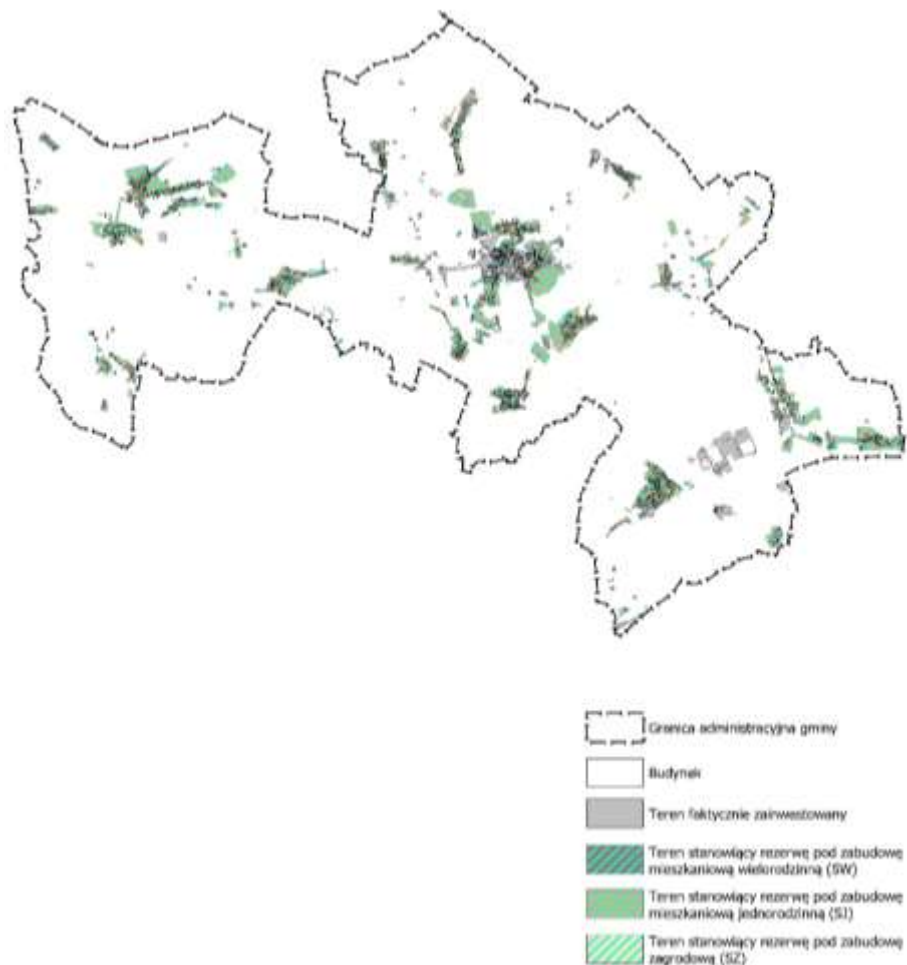 Granica administracyjna gminy
Budynek
Teren faktycznie zainwestowany
Teren stanowiący rezerwę pod zabudowę
mieszkaniową wielorodzinną (SW)
Teren stanowiący rezerwę pod zabudowę
mieszkaniową jednorodzinną (SJ)
Teren stanowiący rezerwę pod zabudowę
zagrodową (SZ)